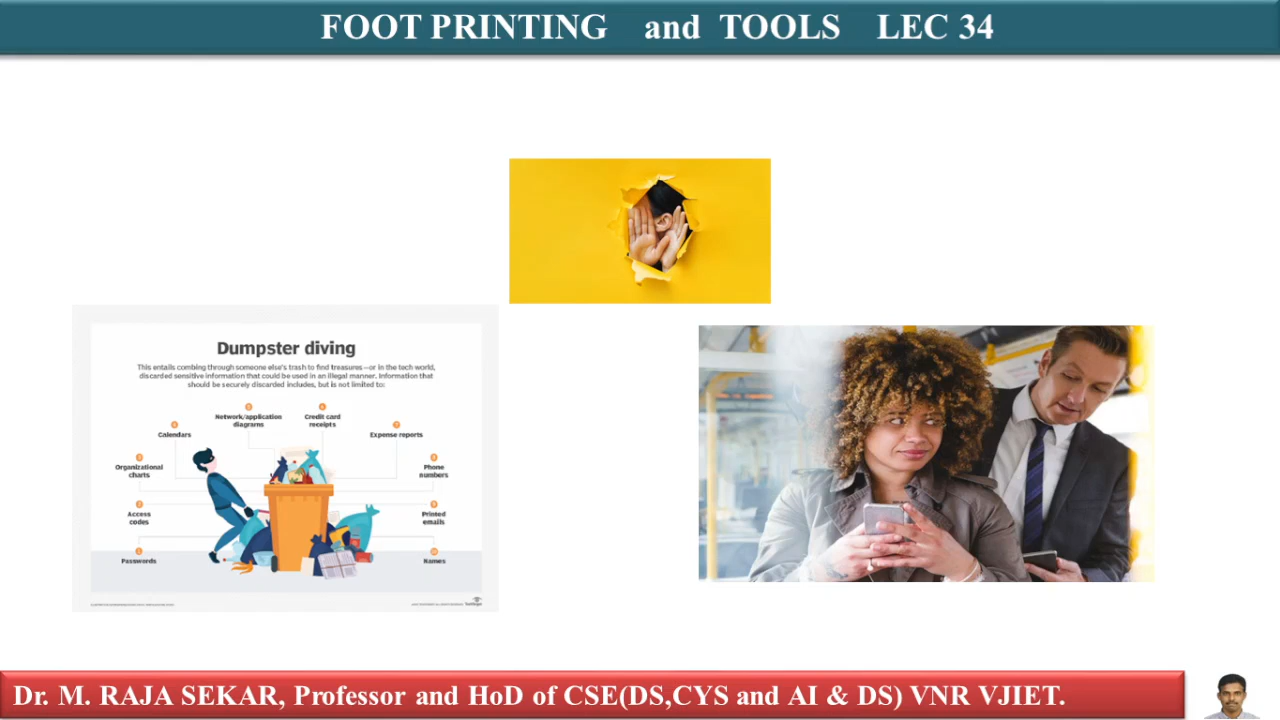 FOOT PRINTING and TOOLS LEC 34
Dumpster diving
This entails combing through someone else's trash to find treasures—or in the tech world,
discarded sensitive information that could be used in an illegal manner. Information that
should be securely discarded includes, but is not limited to:
Network/application
diagrams
Credit card
receipts
Calendars
Expense reports
Organizational
charts
Phone
numbers
Access
codes
Printed
emails
Passwords
Names
Dr. M. RAJA SEKAR, Professor and HoD of CSE(DS,CYS and AI & DS) VNR VJIET.